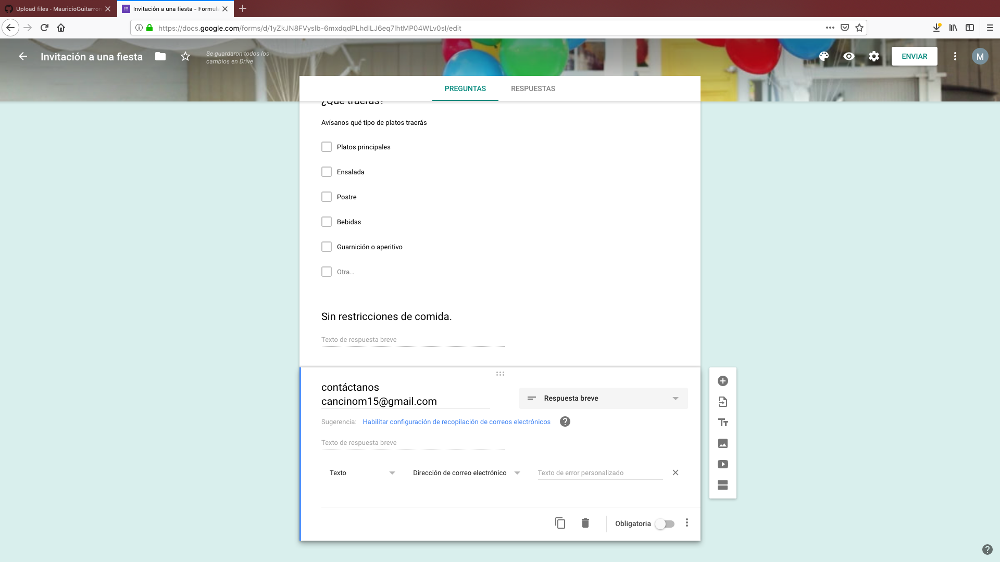 Upload files · MauricioGuitarron
Invitación a una fiesta - Formula
https://docs.google.com/forms/d/1yZkJN8FVyslb-6mxdqdPLhdlLJ6eq7lhtMP04WLv0sI/edit
Invitación a una fiesta
Se guardaron todos los
cambios en Drive
ENVIAR
M
PREGUNTAS
RESPUESTAS
¿Qué traerás?
Avísanos qué tipo de platos traerás
Platos principales
Ensalada
Postre
Bebidas
Guarnición o aperitivo
Otra...
Sin restricciones de comida.
Texto de respuesta breve
contáctanos
cancinom15@gmail.com
Respuesta breve
Sugerencia: Habilitar configuración de recopilación de correos electrónicos
Texto de respuesta breve
Texto
Dirección de correo electrónico
Texto de error personalizado
Obligatoria